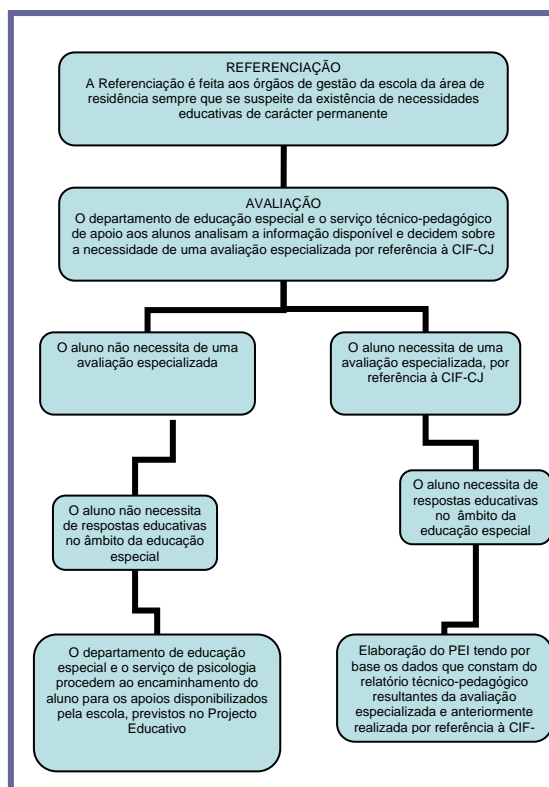 REFERENCIAÇÃO
A Referenciação é feita aos órgãos de gestão da escola da área de
residência sempre que se suspeite da existência de necessidades
educativas de carácter permanente
AVALIAÇÃO
O departamento de educação especial e o serviço técnico-pedagógico
de apoio aos alunos analisam a informação disponível e decidem sobre
a necessidade de uma avaliação especializada por referência à CIF-CJ
O aluno não necessita de uma
avaliação especializada
O aluno necessita de uma
avaliação especializada, por
referência à CIF-CJ
O aluno não necessita
de respostas educativas
no âmbito da educação
especial
O aluno necessita de
respostas educativas
no âmbito da
educação especial
O departamento de educação
especial e o serviço de psicologia
procedem ao encaminhamento do
aluno para os apoios disponibilizados
pela escola, previstos no Projecto
Educativo
Elaboração do PEI tendo por
base os dados que constam do
relatório técnico-pedagógico
resultantes da avaliação
especializada e anteriormente
realizada por referência à CIF-